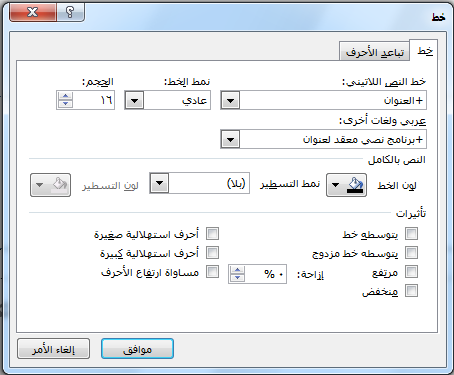 خط
خط تباعد الأحرف
خط النص اللاتيني: نمط الخط: الحجم:
+العنوان عادي ١٦
عربي ولغات أخرى:
+برنامج نصي معقد لعنوان
النص بالكامل
لون الخط نمط التسطير (بلا) لون التسطير
تأثيرات
يتوسطه خط أحرف استهلالية صغيرة
يتوسطه خط مزدوج أحرف استهلالية كبيرة
مرتفع إزاحة: ٠ % مساواة ارتفاع الأحرف
منخفض
موافق إلغاء الأمر